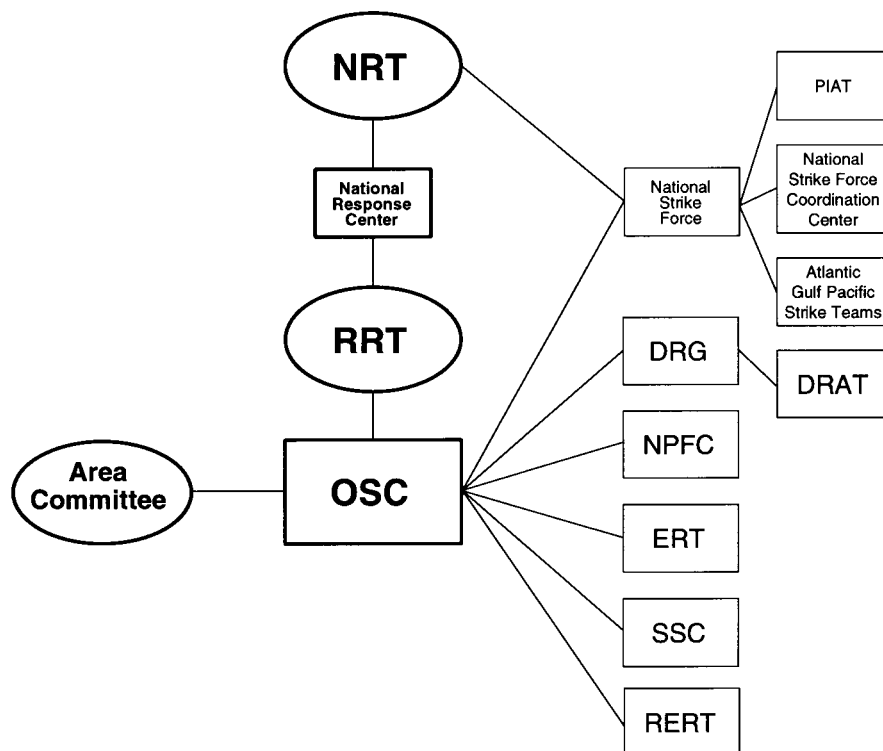 NRT
PIAT
National
Response
Center
National
Strike Force
Coordination
Center
National
Strike
Force
Atlantic
Gulf Pacific
Strike Teams
RRT
DRG
DRAT
NPFC
Area
Committee
OSC
ERT
SSC
RERT